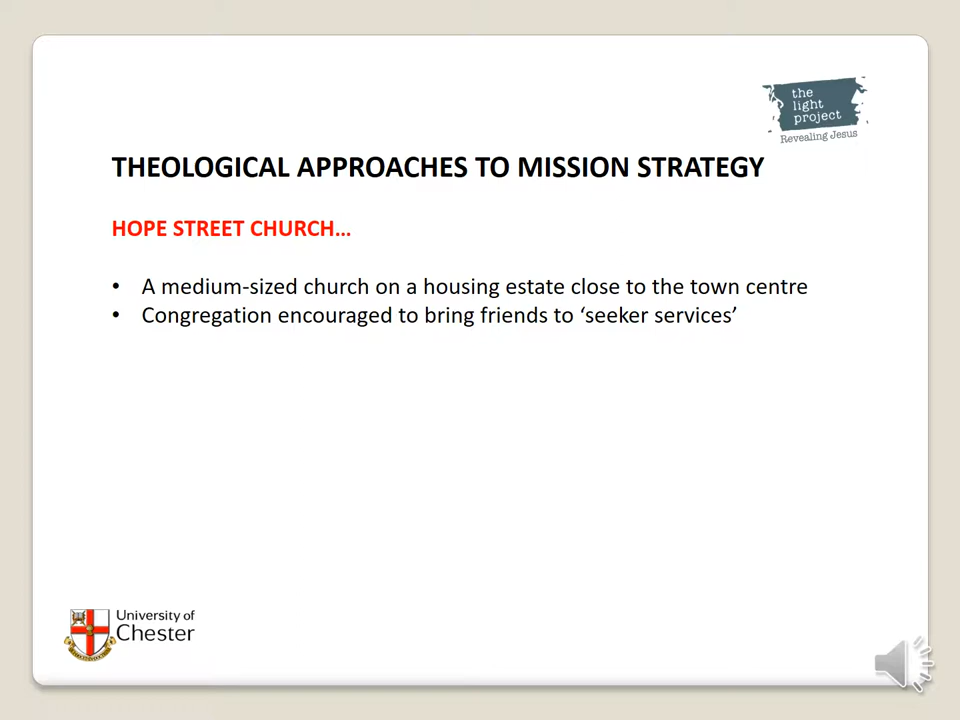 the
light
project
Revealing Jesus
THEOLOGICAL APPROACHES TO MISSION STRATEGY
HOPE STREET CHURCH…
• A medium-sized church on a housing estate close to the town centre
• Congregation encouraged to bring friends to ‘seeker services’
University of
Chester